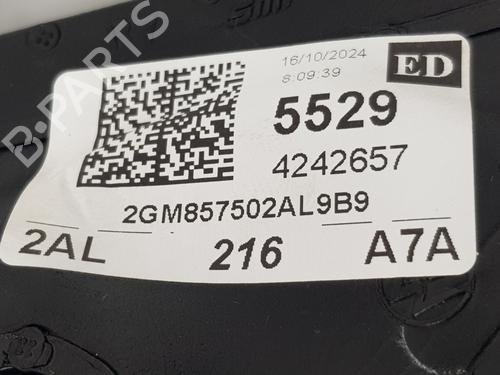 16/10/2024
8:09:39
ED
5529
4242657
2GM857502AL9B9
2AL
216
A7A
B-PARTS